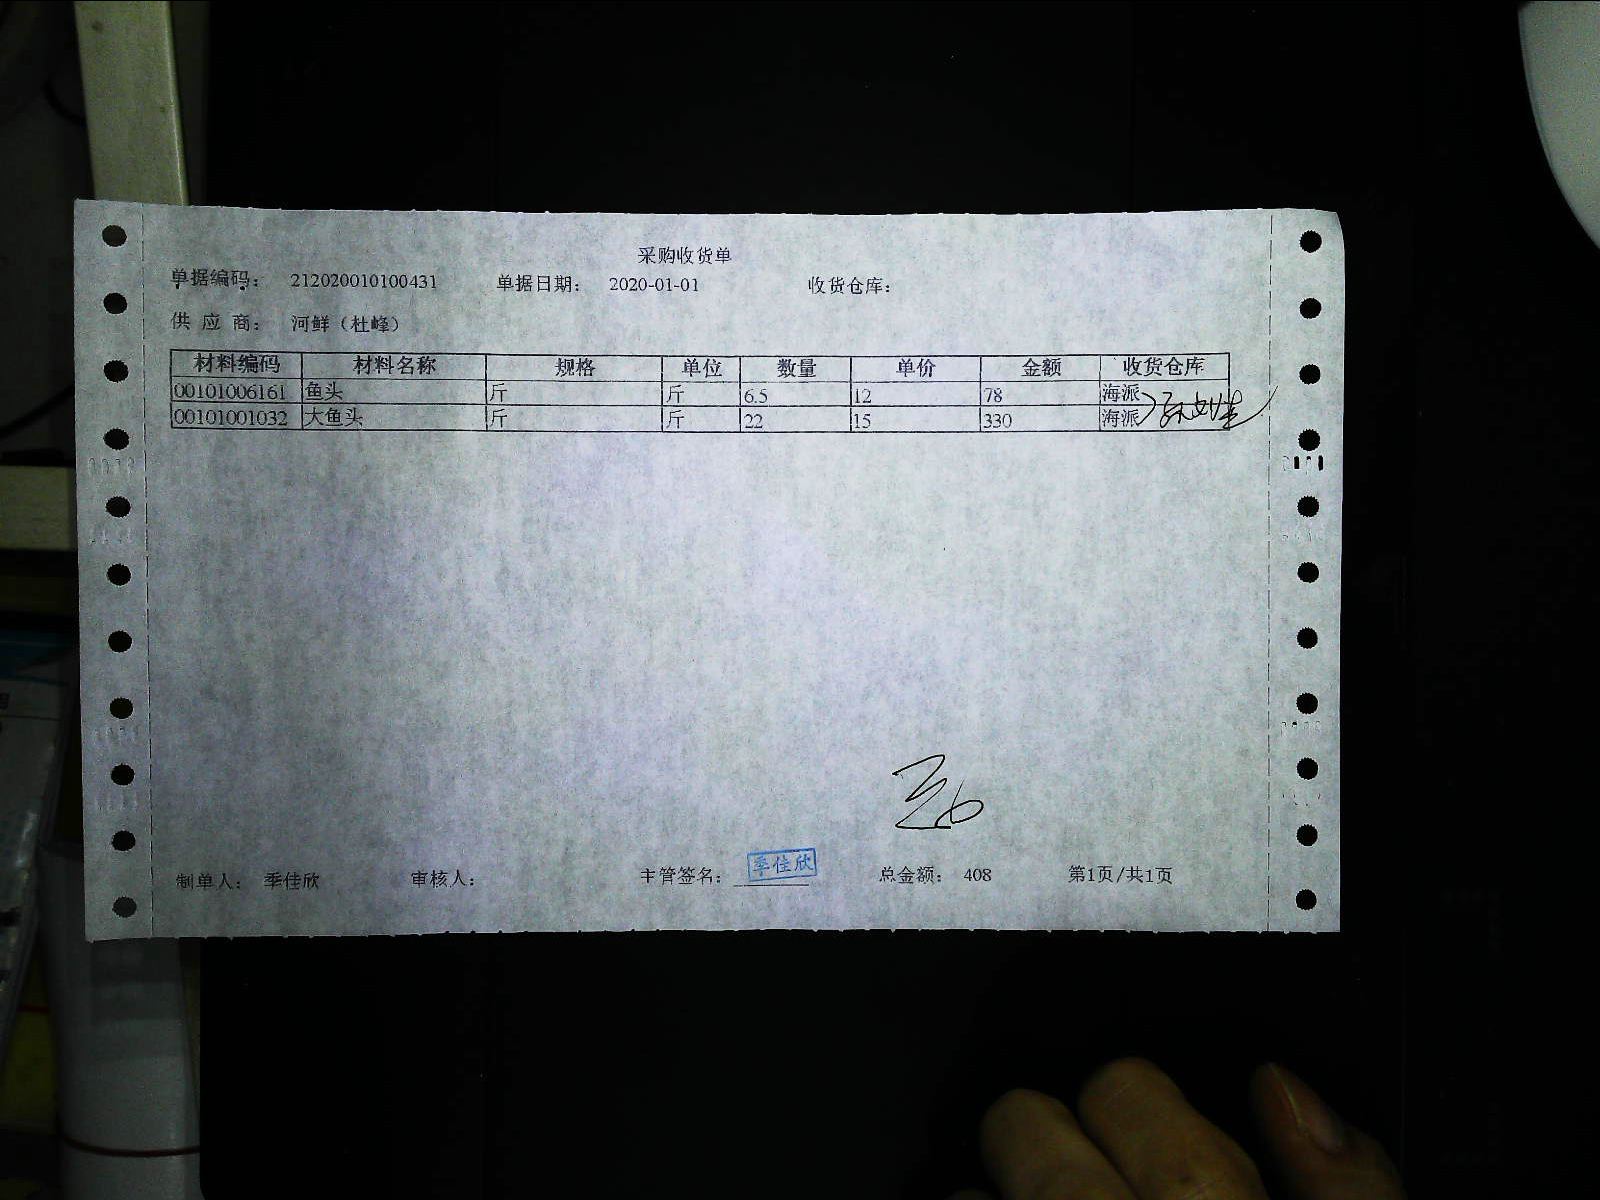 采购收货单
单据编码： 212020010100431 单据日期： 2020-01-01 收货仓库：
供 应 商： 河鲜（杜峰）
材料编码 材料名称 规格 单位 数量 单价 金额 收货仓库
00101006161 鱼头 斤 斤 6.5 12 78 海派
00101001032 大鱼头 斤 斤 22 15 330 海派
制单人： 季佳欣 审核人： 主管签名： 季佳欣 总金额： 408 第1页/共1页